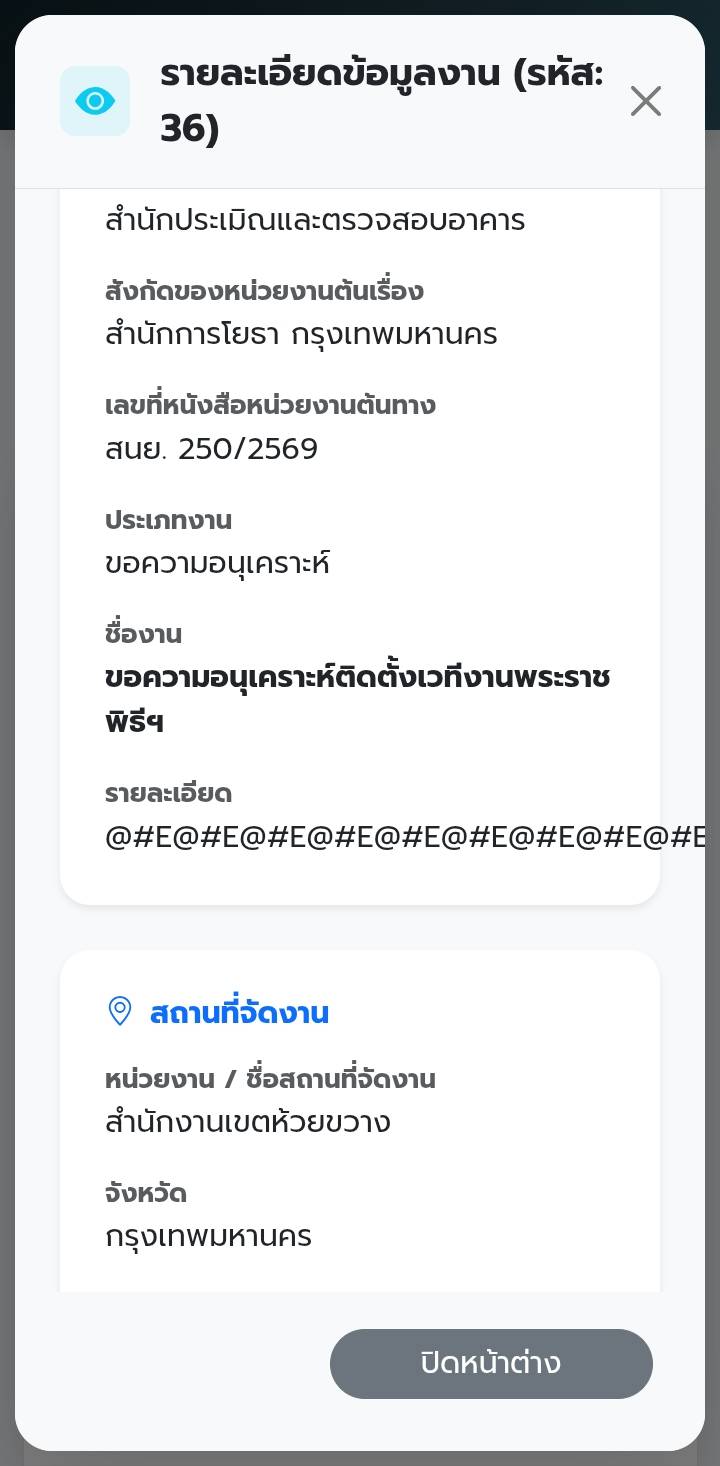 รายละเอียดข้อมูลงาน (รหัส:
36)
สำนักประเมิณและตรวจสอบอาคาร
สังกัดของหน่วยงานต้นเรื่อง
สำนักการโยธา กรุงเทพมหานคร
เลขที่หนังสือหน่วยงานต้นทาง
สนย. 250/2569
ประเภทงาน
ขอความอนุเคราะห์
ชื่องาน
ขอความอนุเคราะห์ติดตั้งเวทีงานพระราช
พิธีฯ
รายละเอียด
@#E@#E@#E@#E@#E@#E@#E@#E@#E
สถานที่จัดงาน
หน่วยงาน / ชื่อสถานที่จัดงาน
สำนักงานเขตห้วยขวาง
จังหวัด
กรุงเทพมหานคร
ปิดหน้าต่าง